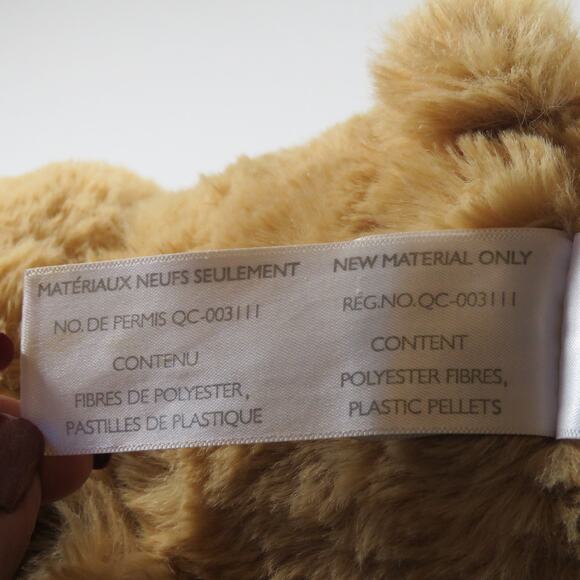 MATÉRIAUX NEUFS SEULEMENT
NO. DE PERMIS QC-003111
CONTENU
FIBRES DE POLYESTER,
PASTILLES DE PLASTIQUE
NEW MATERIAL ONLY
REG.NO.QC-003111
CONTENT
POLYESTER FIBRES,
PLASTIC PELLETS